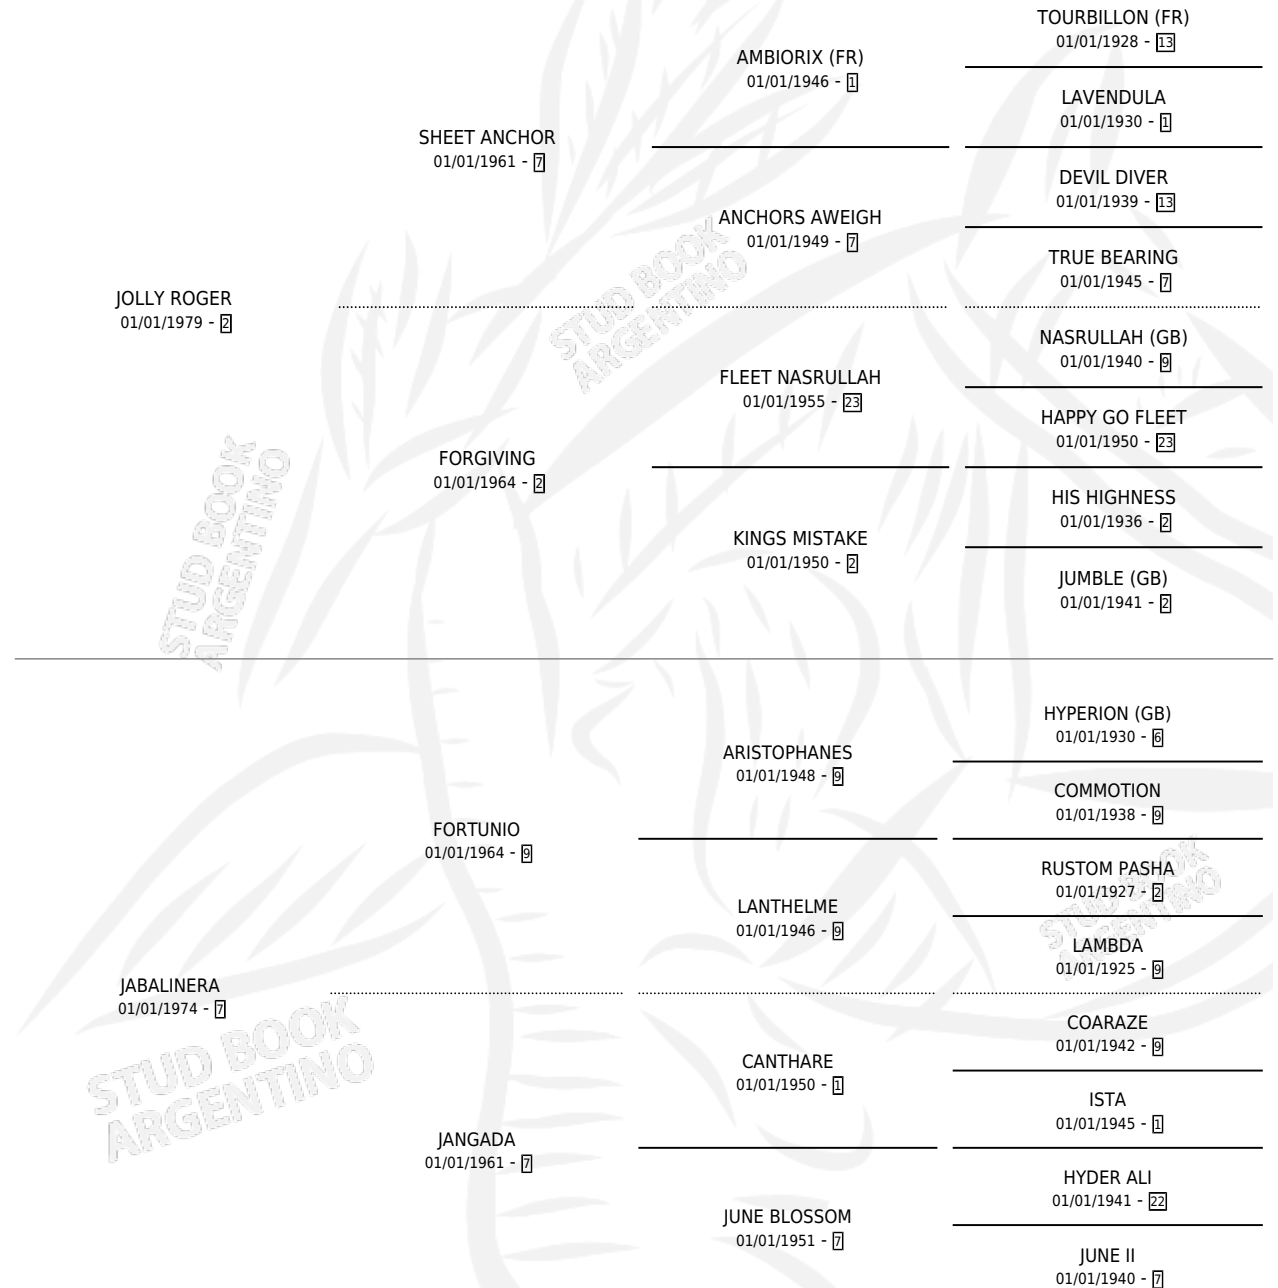 JOLLY ROGER
01/01/1979 - 2
SHEET ANCHOR
01/01/1961 - 7
AMBIORIX (FR)
01/01/1946 - 1
TOURBILLON (FR)
01/01/1928 - 13
LAVENDULA
01/01/1930 - 1
ANCHORS AWEIGH
01/01/1949 - 7
DEVIL DIVER
01/01/1939 - 13
TRUE BEARING
01/01/1945 - 7
FORGIVING
01/01/1964 - 2
FLEET NASRULLAH
01/01/1955 - 23
NASRULLAH (GB)
01/01/1940 - 9
HAPPY GO FLEET
01/01/1950 - 23
KINGS MISTAKE
01/01/1950 - 2
HIS HIGHNESS
01/01/1936 - 2
JUMBLE (GB)
01/01/1941 - 2
JABALINERA
01/01/1974 - 7
FORTUNIO
01/01/1964 - 9
ARISTOPHANES
01/01/1948 - 9
HYPERION (GB)
01/01/1930 - 6
COMMOTION
01/01/1938 - 9
LANTHELME
01/01/1946 - 9
RUSTOM PASHA
01/01/1927 - 2
LAMBDA
01/01/1925 - 9
JANGADA
01/01/1961 - 7
CANTHARE
01/01/1950 - 1
COARAZE
01/01/1942 - 9
ISTA
01/01/1945 - 1
JUNE BLOSSOM
01/01/1951 - 7
HYDER ALI
01/01/1941 - 22
JUNE II
01/01/1940 - 7
STUD BOOK
ARGENTINO
STUD BOOK
ARGENTINO
STUD BOOK
ARGENTINO
STUD BOOK
ARGENTINO